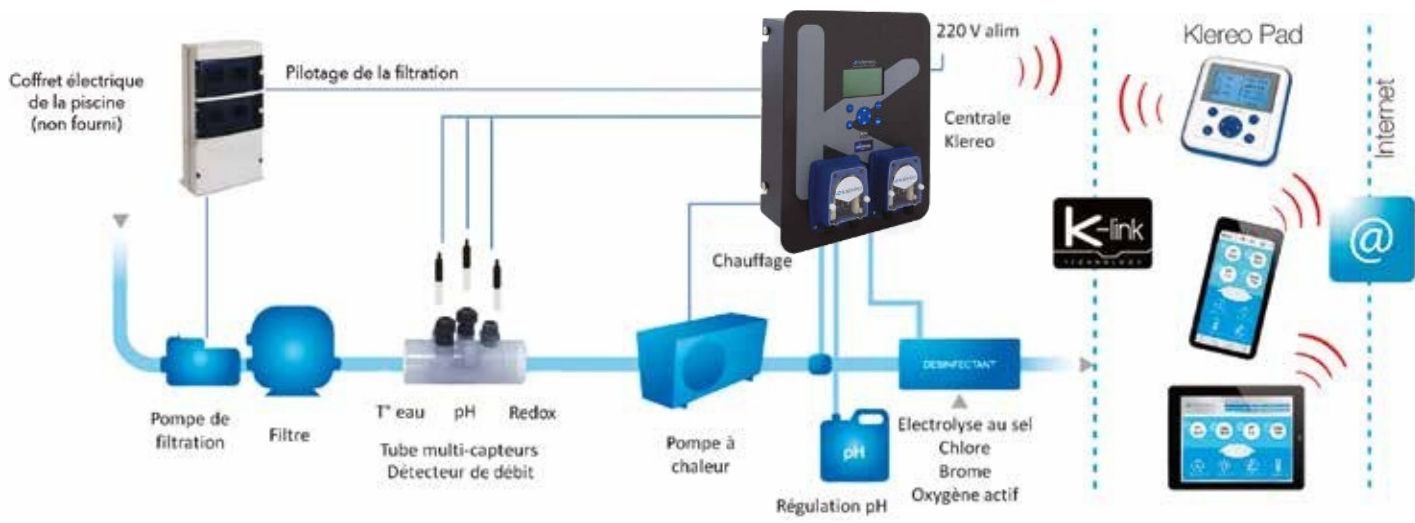 Coffret électrique
de la piscine
(non fourni)
Pilotage de la filtration
220 V alim
Centrale
Klereo
Klereo Pad
Internet
K-link
TECHNOLOGY
@
Chauffage
DESINFECTANT
Pompe de
filtration
Filtre
T° eau pH Redox
Tube multi-capteurs
Détecteur de débit
Pompe à
chaleur
pH
Régulation pH
Electrolyse au sel
Chlore
Brome
Oxygène actif